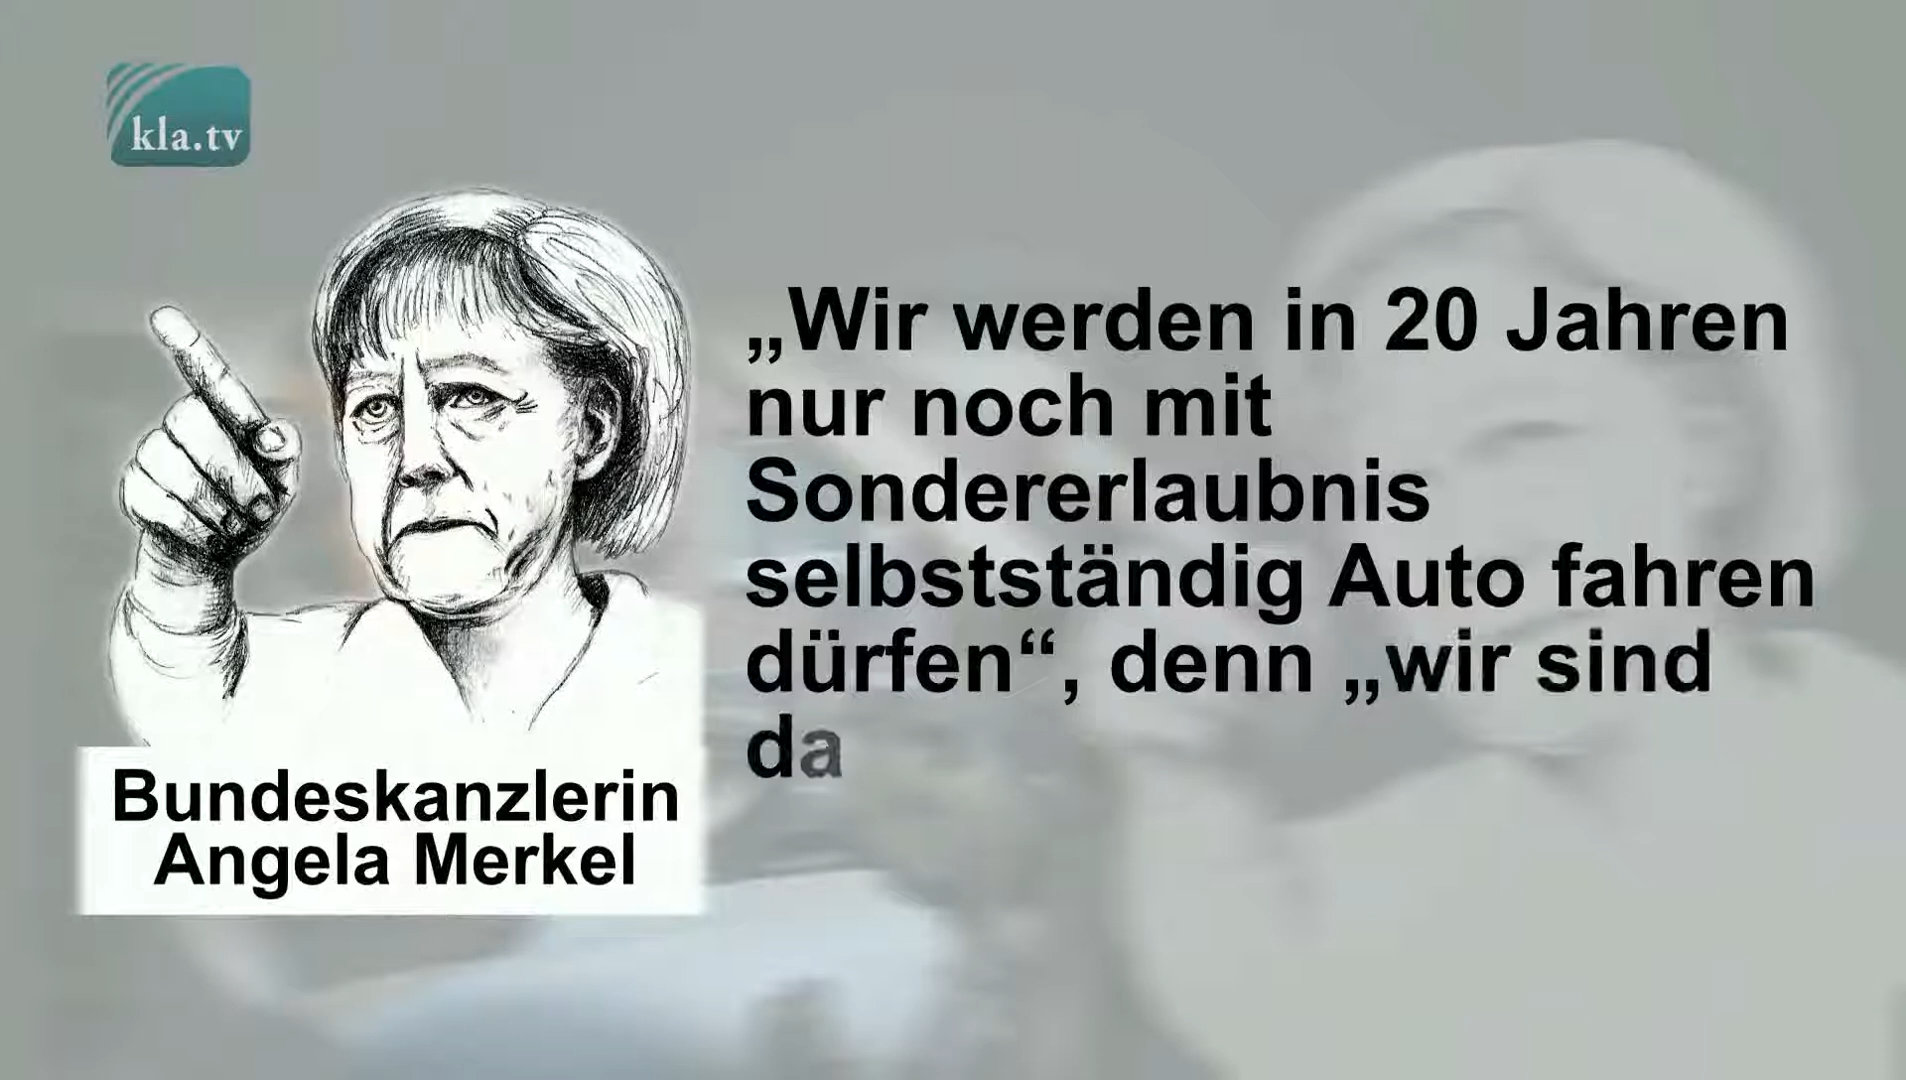 kla.tv
„Wir werden in 20 Jahren
nur noch mit
Sondererlaubnis
selbstständig Auto fahren
dürfen“, denn „wir sind
da
Bundeskanzlerin
Angela Merkel